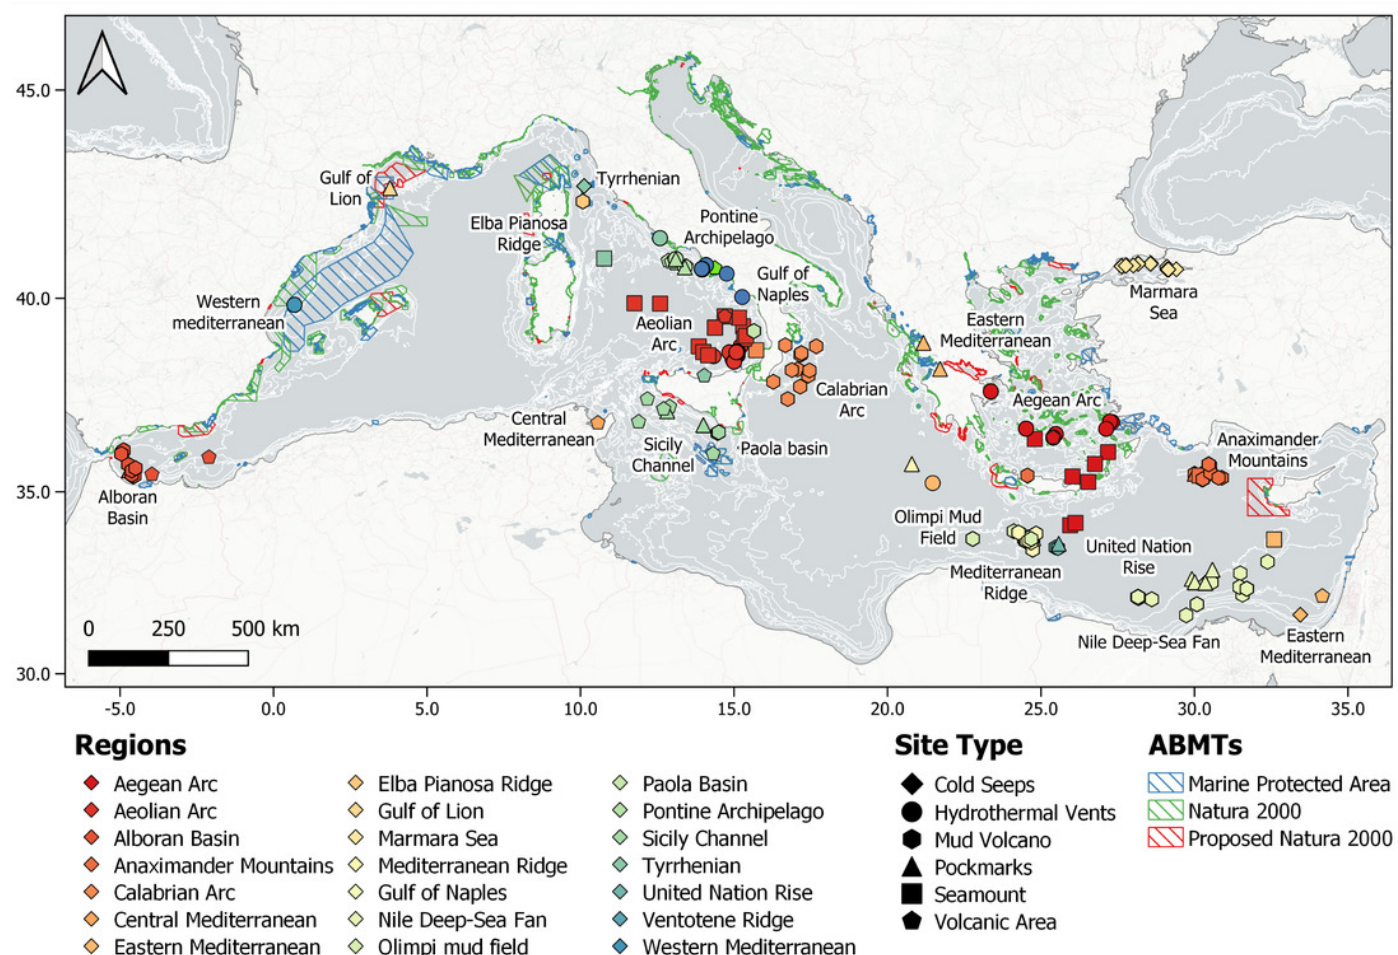 45.0
40.0
35.0
30.0
Gulf of
Lion
Tyrrhenian
Elba Pianosa
Ridge
Pontine
Archipelago
Gulf of
Naples
Western
mediterranean
Aeolian
Arc
Marmara
Sea
Eastern
Mediterranean
Calabrian
Arc
Aegean Arc
Central
Mediterranean
Sicily
Channel
Paola basin
Anaximander
Mountains
Alboran
Basin
Olimpi Mud
Field
United Nation
Rise
Mediterranean
Ridge
Nile Deep-Sea Fan
Eastern
Mediterranean
0 250 500 km
-5.0 0.0 5.0 10.0 15.0 20.0 25.0 30.0 35.0
Regions
Aegean Arc
Aeolian Arc
Alboran Basin
Anaximander Mountains
Calabrian Arc
Central Mediterranean
Eastern Mediterranean
Elba Pianosa Ridge
Gulf of Lion
Marmara Sea
Mediterranean Ridge
Gulf of Naples
Nile Deep-Sea Fan
Olimpi mud field
Paola Basin
Pontine Archipelago
Sicily Channel
Tyrrhenian
United Nation Rise
Ventotene Ridge
Western Mediterranean
Site Type
Cold Seeps
Hydrothermal Vents
Mud Volcano
Pockmarks
Seamount
Volcanic Area
ABMTs
Marine Protected Area
Natura 2000
Proposed Natura 2000